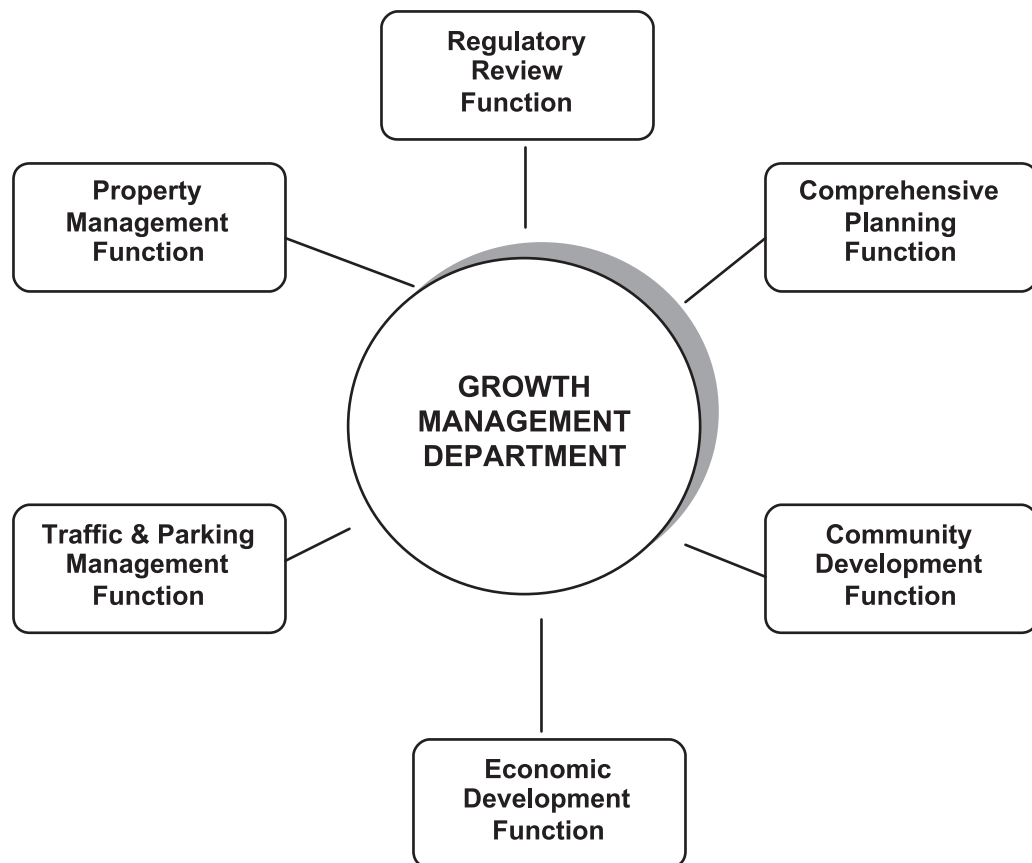 Regulatory
Review
Function
Property
Management
Function
Comprehensive
Planning
Function
GROWTH
MANAGEMENT
DEPARTMENT
Traffic & Parking
Management
Function
Community
Development
Function
Economic
Development
Function